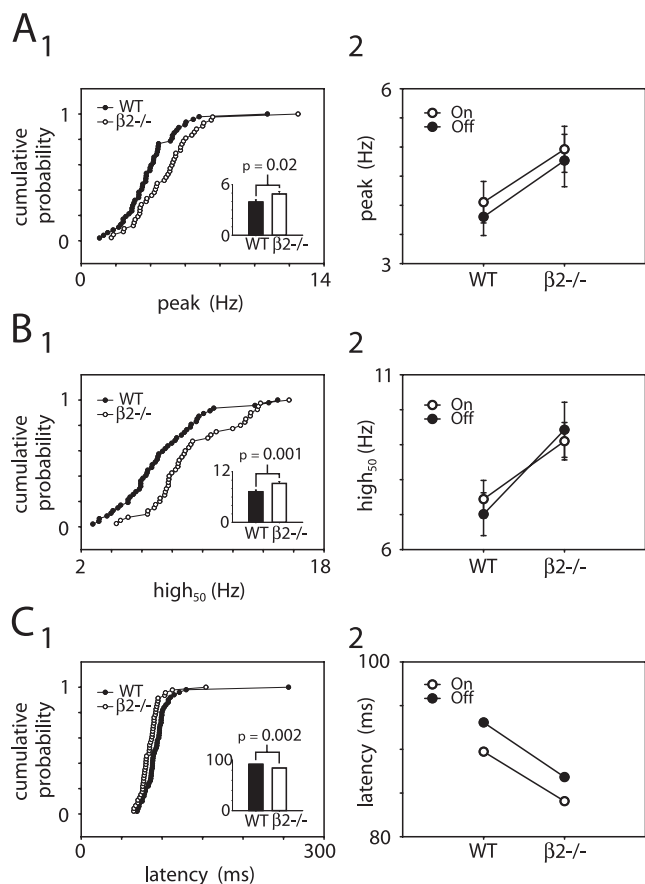 A 1 2
cumulative probability
1
0
WT
β2-/-
p = 0.02
6
0
WT β2-/-
0 14
peak (Hz)
peak (Hz)
6
3
On
Off
WT β2-/-
B 1 2
cumulative probability
1
0
WT
β2-/-
p = 0.001
12
0
WT β2-/-
2 18
high₅₀ (Hz)
high₅₀ (Hz)
11
6
On
Off
WT β2-/-
C 1 2
cumulative probability
1
0
WT
β2-/-
p = 0.002
100
0
WT β2-/-
0 300
latency (ms)
latency (ms)
100
80
On
Off
WT β2-/-